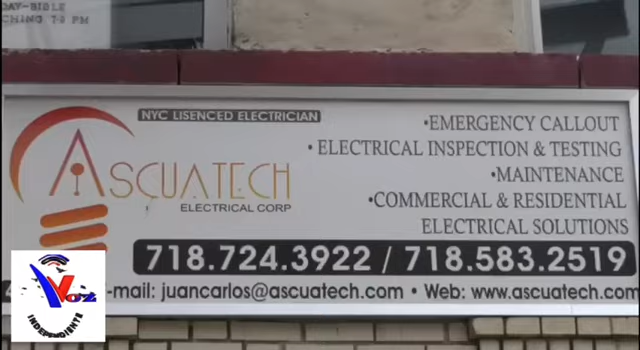 DAY-BIBLE
CHING 7-8 PM
NYC LISENCED ELECTRICIAN
ASCUATECH
ELECTRICAL CORP
•EMERGENCY CALLOUT
• ELECTRICAL INSPECTION & TESTING
•MAINTENANCE
•COMMERCIAL & RESIDENTIAL
ELECTRICAL SOLUTIONS
718.724.3922 / 718.583.2519
-mail: juancarlos@ascuatech.com • Web: www.ascuatech.com
Voz
INDEPENDIENTE